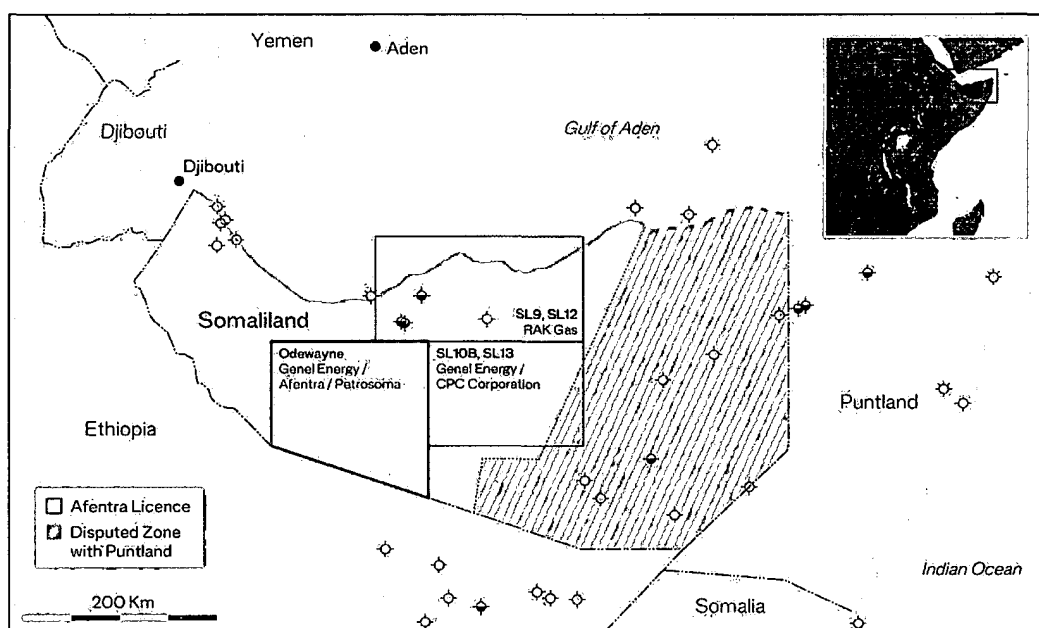 Yemen
Aden
Gulf of Aden
Djibouti
Djibouti
Somaliland
SL9, SL12
RAK Gas
Odewayne
Genel Energy /
Afentra / Petrosoma
SL10B, SL13
Genel Energy /
CPC Corporation
Puntland
Ethiopia
Afentra Licence
Disputed Zone
with Puntland
200 Km
Indian Ocean
Somalia